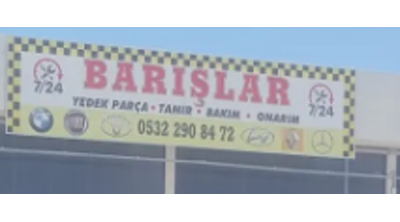 BARIŞLAR
7/24 7/24
YEDEK PARÇA • TAMİR • BAKIM • ONARIM
0532 290 84 72